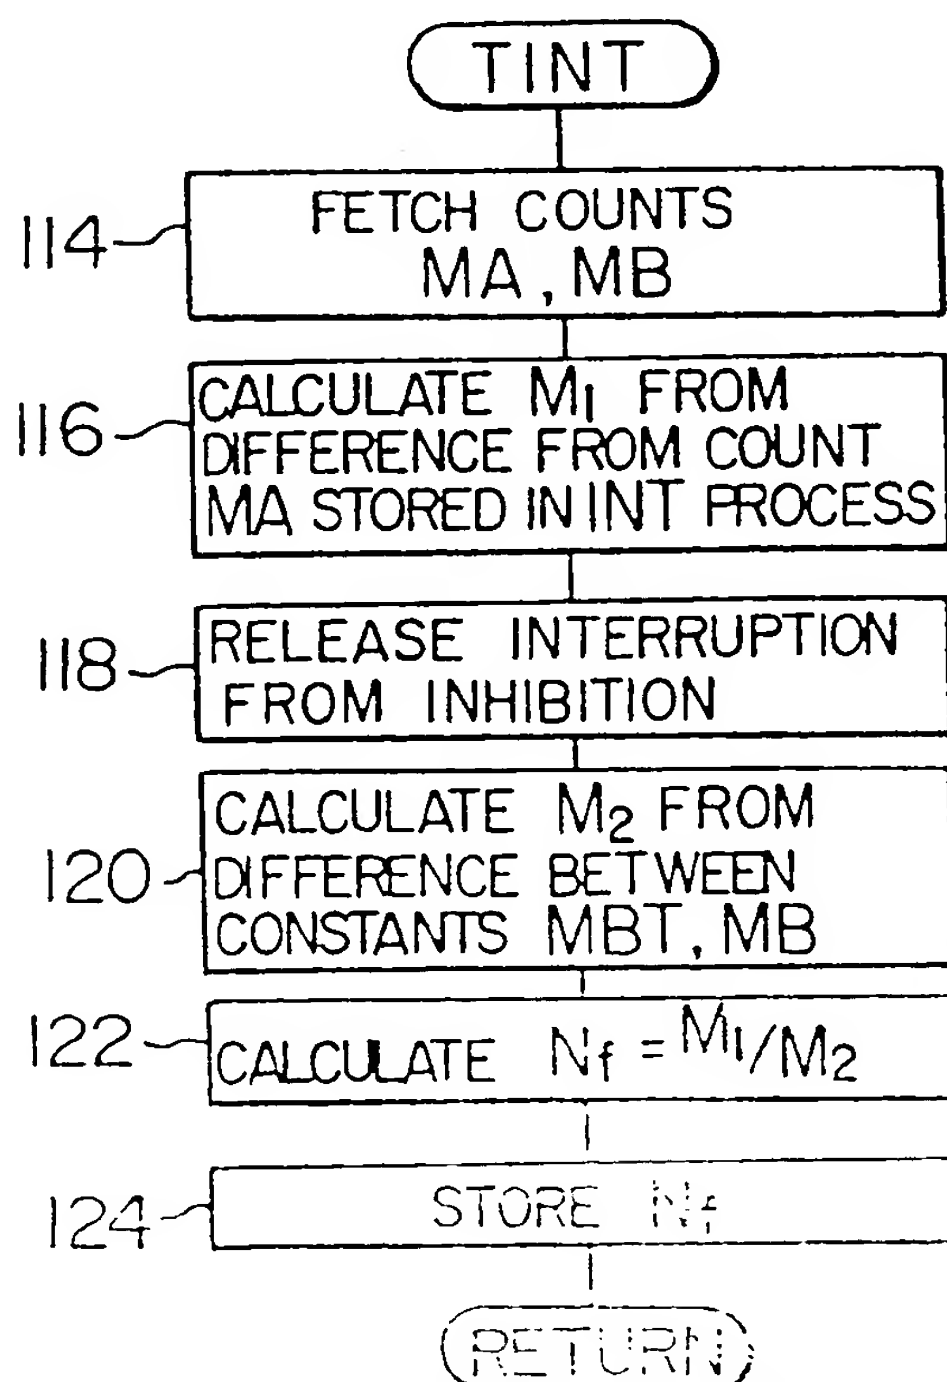 TINT
114
FETCH COUNTS
MA, MB
116
CALCULATE M1 FROM
DIFFERENCE FROM COUNT
MA STORED IN INT PROCESS
118
RELEASE INTERRUPTION
FROM INHIBITION
120
CALCULATE M2 FROM
DIFFERENCE BETWEEN
CONSTANTS MBT, MB
122
CALCULATE Nf = M1/M2
124
STORE Nf
RETURN